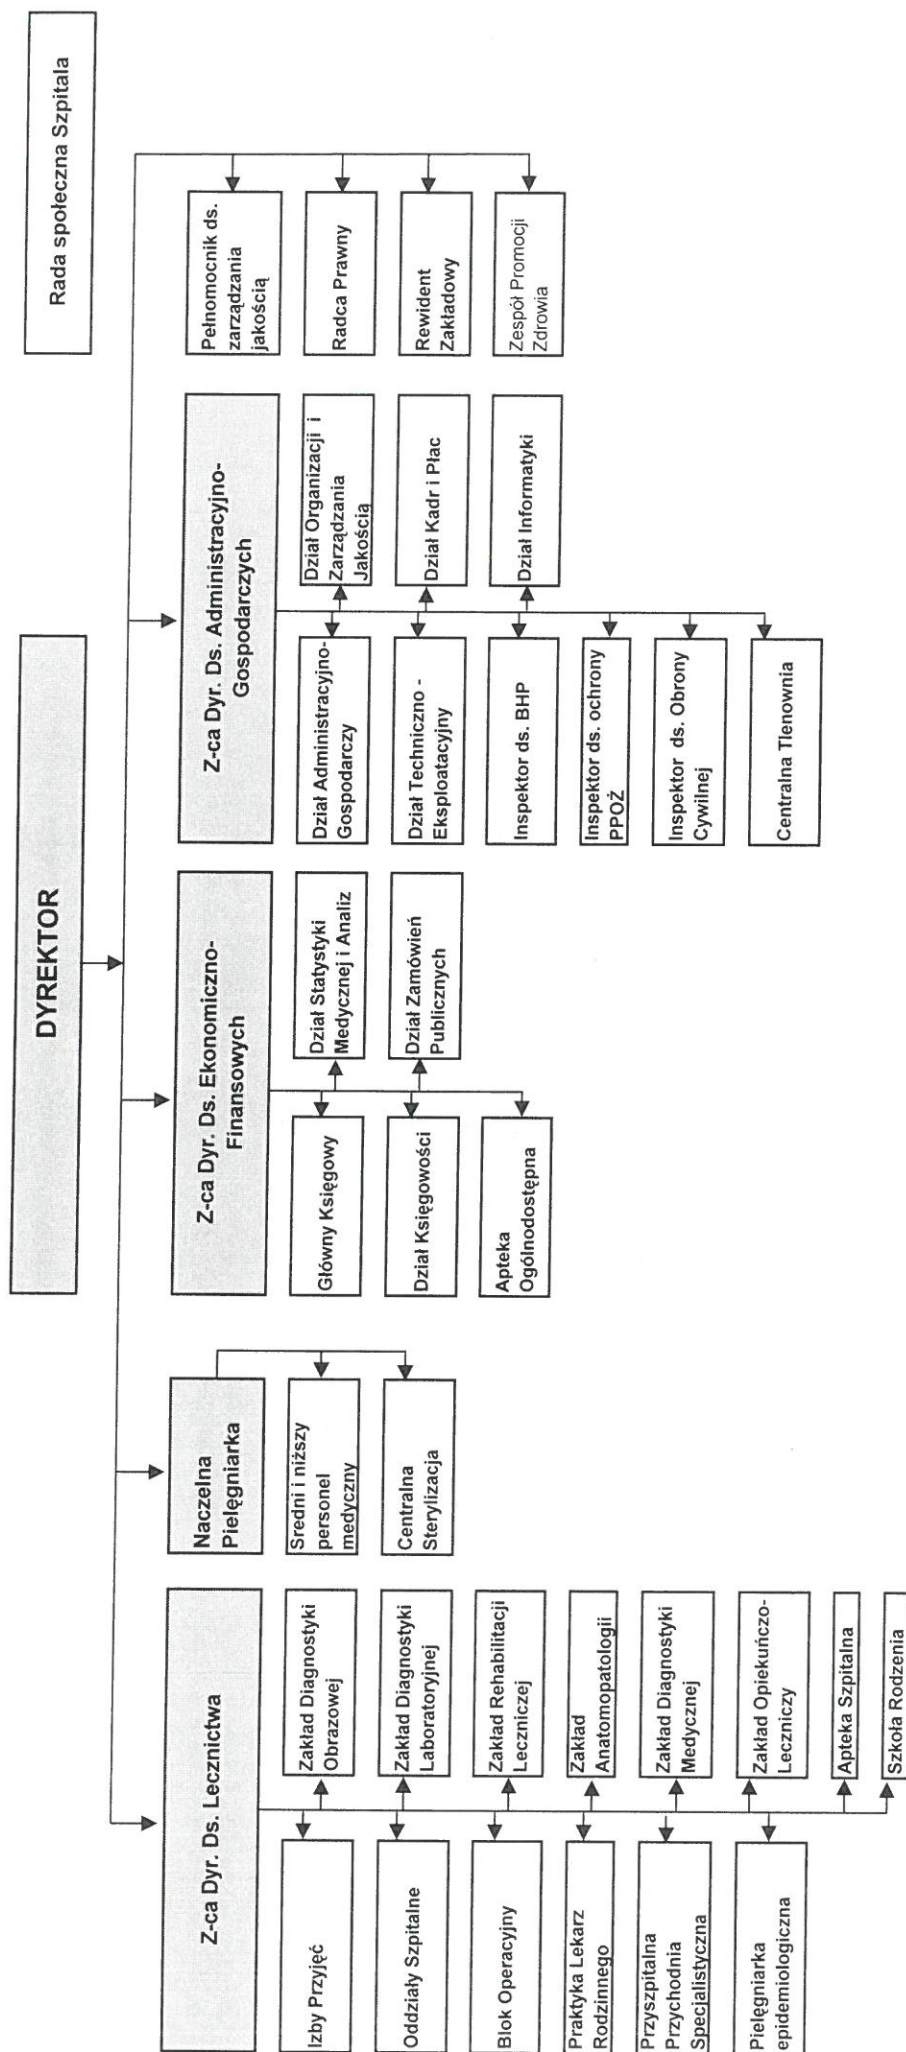 DYREKTOR
Rada społeczna Szpitala
Z-ca Dyr. Ds. Lecznictwa
Izby Przyjęć
Oddziały Szpitalne
Blok Operacyjny
Praktyka Lekarz
Rodzinnego
Przyszpitalna
Przychodnia
Specjalistyczna
Pielęgniarka
epidemiologiczna
Zakład Diagnostyki
Obrazowej
Zakład Diagnostyki
Laboratoryjnej
Zakład Rehabilitacji
Leczniczej
Zakład
Anatomopatologii
Zakład Diagnostyki
Medycznej
Zakład Opiekuńczo-
Leczniczy
Apteka Szpitalna
Szkoła Rodzenia
Naczelna
Pielęgniarka
Sredni i niższy
personel
medyczny
Centralna
Sterylizacja
Z-ca Dyr. Ds. Ekonomiczno-
Finansowych
Główny Księgowy
Dział Księgowości
Apteka
Ogólnodostępna
Dział Statystyki
Medycznej i Analiz
Dział Zamówień
Publicznych
Z-ca Dyr. Ds. Administracyjno-
Gospodarczych
Dział Administracyjno-
Gospodarczy
Dział Techniczno -
Eksploatacyjny
Inspektor ds. BHP
Inspektor ds. ochrony
PPOŻ
Inspektor ds. Obrony
Cywilnej
Centralna Tlenownia
Dział Organizacji i
Zarządzania
Jakością
Dział Kadr i Płac
Dział Informatyki
Pełnomocnik ds.
zarządzania
jakością
Radca Prawny
Rewident
Zakładowy
Zespół Promocji
Zdrowia